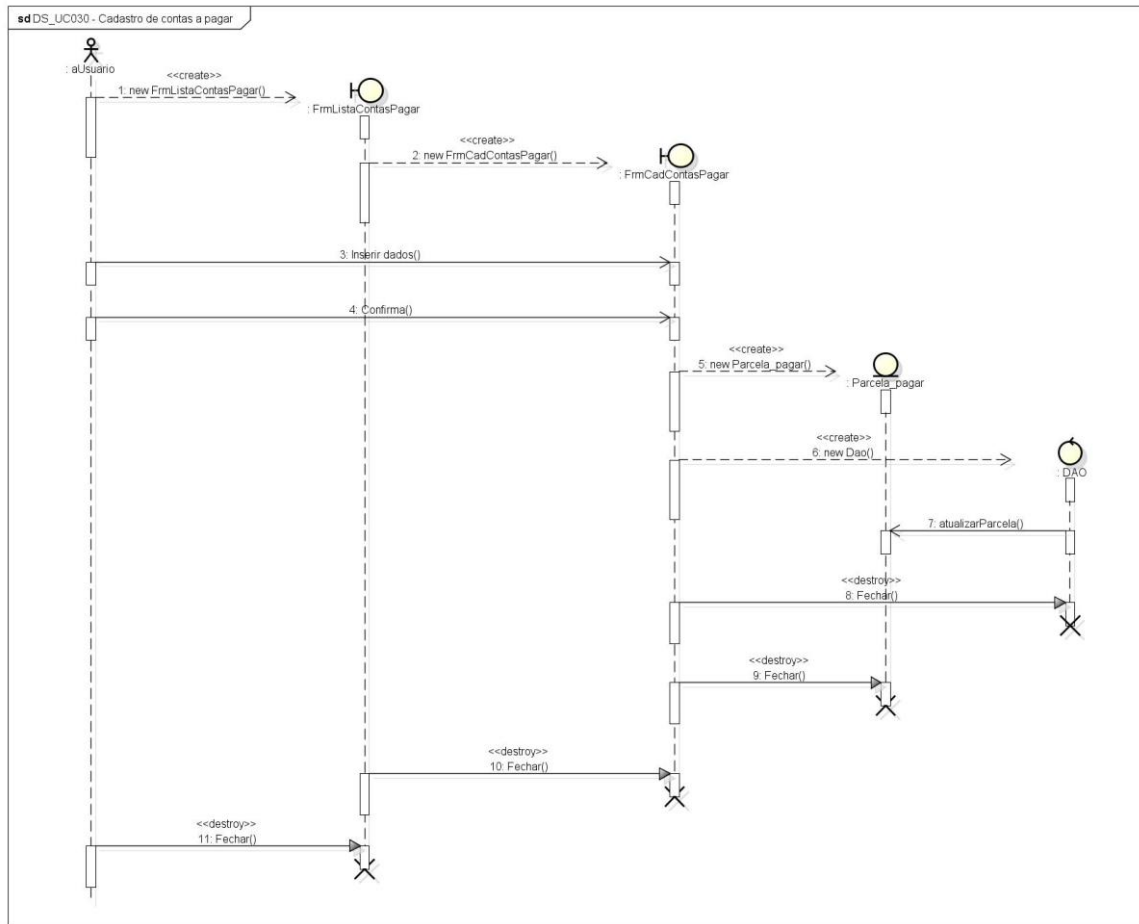 sd DS_UC030 - Cadastro de contas a pagar
: aUsuario
<<create>>
1: new FrmListaContasPagar()
: FrmListaContasPagar
<<create>>
2: new FrmCadContasPagar()
: FrmCadContasPagar
3: Inserir dados()
4: Confirma()
<<create>>
5: new Parcela_pagar()
: Parcela_pagar
<<create>>
6: new Dao()
: DAO
7: atualizarParcela()
<<destroy>>
8: Fechar()
<<destroy>>
9: Fechar()
<<destroy>>
10: Fechar()
<<destroy>>
11: Fechar()